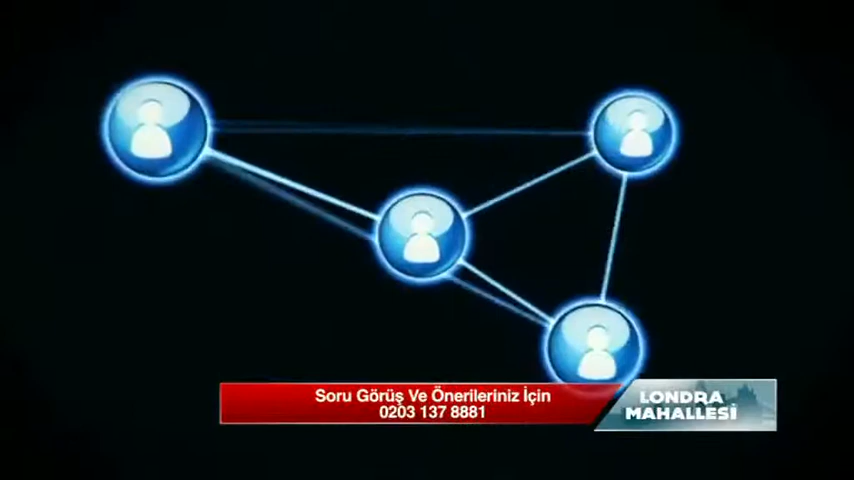 Soru Görüş Ve Önerileriniz İçin
0203 137 8881
LONDRA
MAHALLESİ